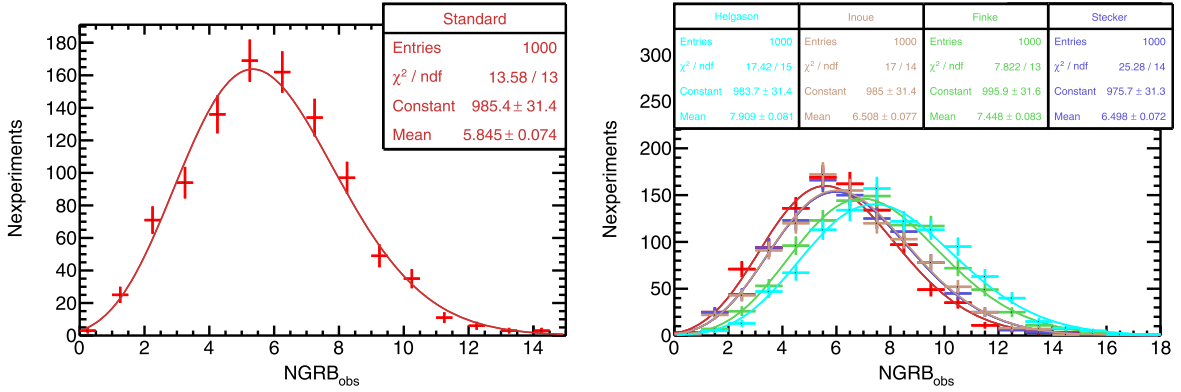 Standard
Entries 1000
χ² / ndf 13.58 / 13
Constant 985.4 ± 31.4
Mean 5.845 ± 0.074
Nexperiments
180
160
140
120
100
80
60
40
20
0
0 2 4 6 8 10 12 14
NGRBobs
Helgason Inoue Finke Stecker
Entries 1000 Entries 1000 Entries 1000 Entries 1000
χ² / ndf 17.42 / 15 χ² / ndf 17 / 14 χ² / ndf 7.822 / 13 χ² / ndf 25.28 / 14
Constant 983.7 ± 31.4 Constant 985 ± 31.4 Constant 995.9 ± 31.6 Constant 975.7 ± 31.3
Mean 7.909 ± 0.081 Mean 6.508 ± 0.077 Mean 7.448 ± 0.083 Mean 6.498 ± 0.072
Nexperiments
300
250
200
150
100
50
0
0 2 4 6 8 10 12 14 16 18
NGRBobs